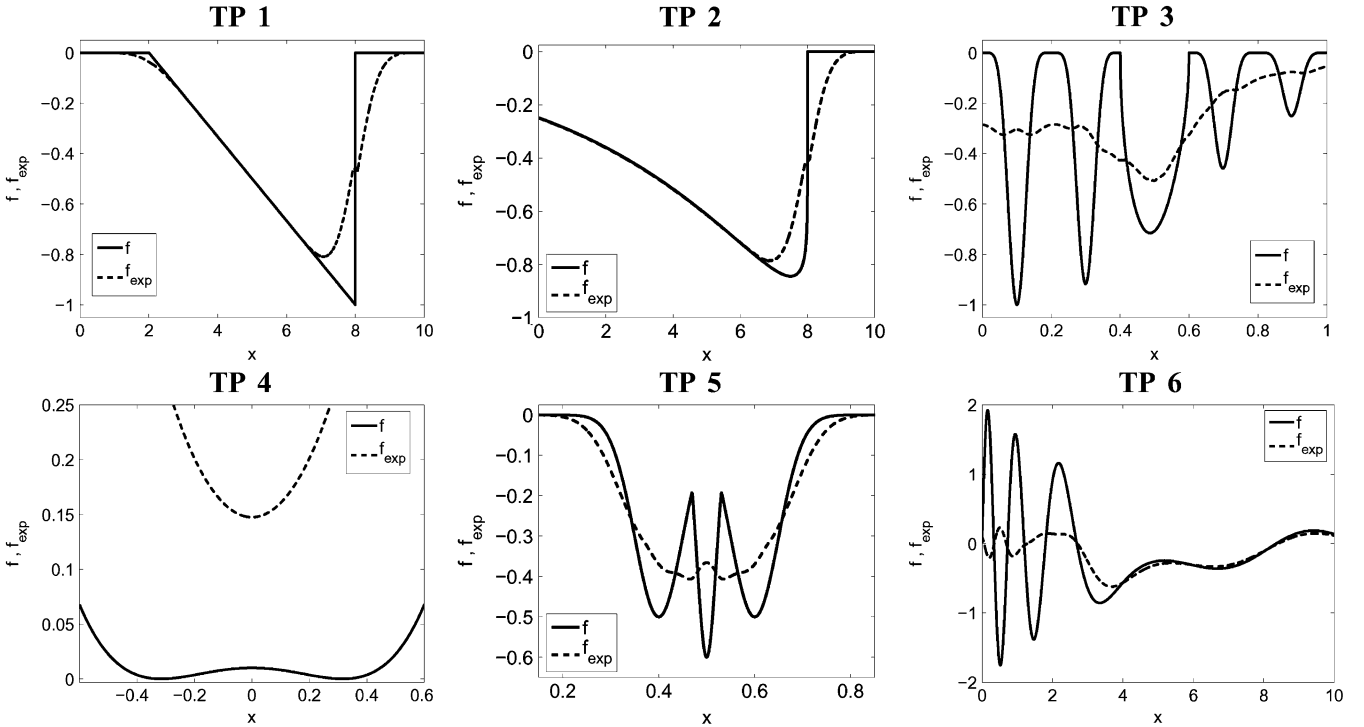 TP 1
TP 2
TP 3
0
−0.2
−0.4
−0.6
−0.8
−1
f , f_exp
f
f_exp
0 2 4 6 8 10
x
0
−0.2
−0.4
−0.6
−0.8
−1
f , f_exp
f
f_exp
0 2 4 6 8 10
x
0
−0.2
−0.4
−0.6
−0.8
−1
f , f_exp
f
f_exp
0 0.2 0.4 0.6 0.8 1
x
TP 4
TP 5
TP 6
0.25
0.2
0.15
0.1
0.05
0
f , f_exp
f
f_exp
−0.4 −0.2 0 0.2 0.4 0.6
x
0
−0.1
−0.2
−0.3
−0.4
−0.5
−0.6
f , f_exp
f
f_exp
0.2 0.4 0.6 0.8
x
2
1
0
−1
−2
f , f_exp
f
f_exp
0 2 4 6 8 10
x